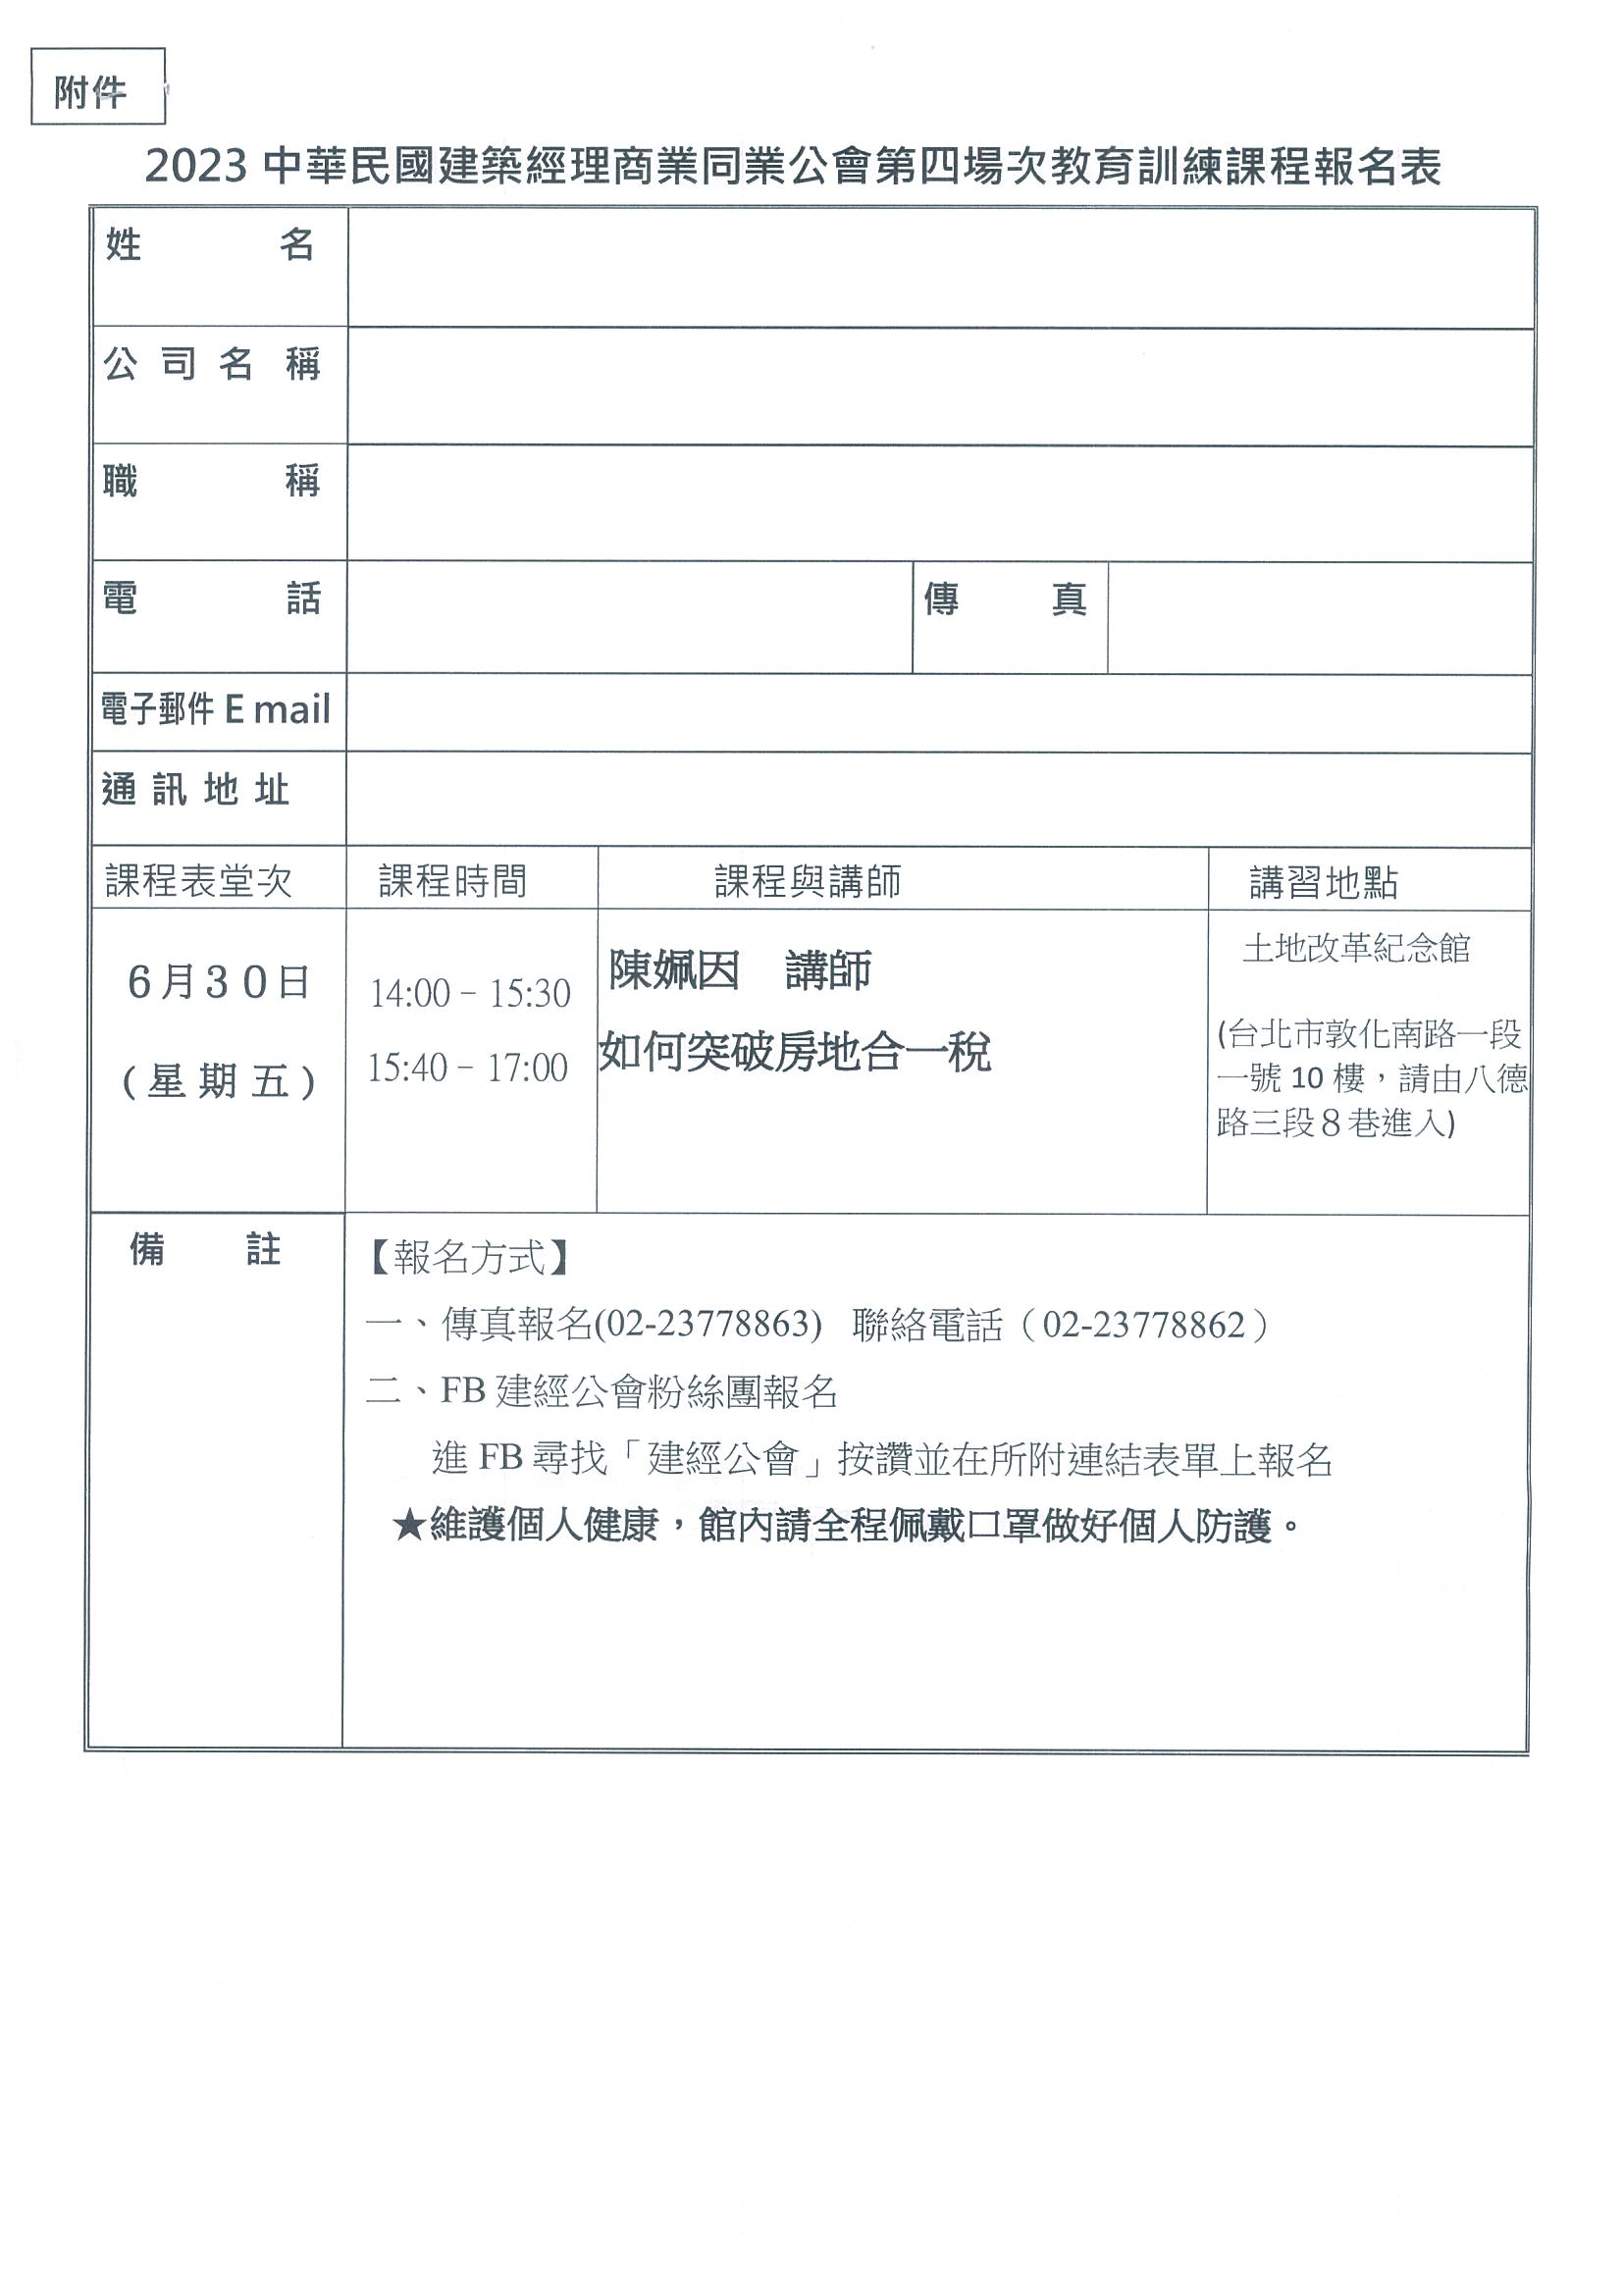 附件
2023 中華民國建築經理商業同業公會第四場次教育訓練課程報名表
姓 名
公 司 名 稱
職 稱
電 話 傳 真
電子郵件 E mail
通 訊 地 址
課程表堂次 課程時間 課程與講師 講習地點
6月30日
(星期五)
14:00－15:30
15:40－17:00
陳姵因 講師
如何突破房地合一稅
土地改革紀念館
(台北市敦化南路一段
一號 10 樓，請由八德
路三段８巷進入)
備 註
【報名方式】
一、傳真報名(02-23778863) 聯絡電話（02-23778862）
二、FB 建經公會粉絲團報名
進 FB 尋找「建經公會」按讚並在所附連結表單上報名
★維護個人健康，館內請全程佩戴口罩做好個人防護。